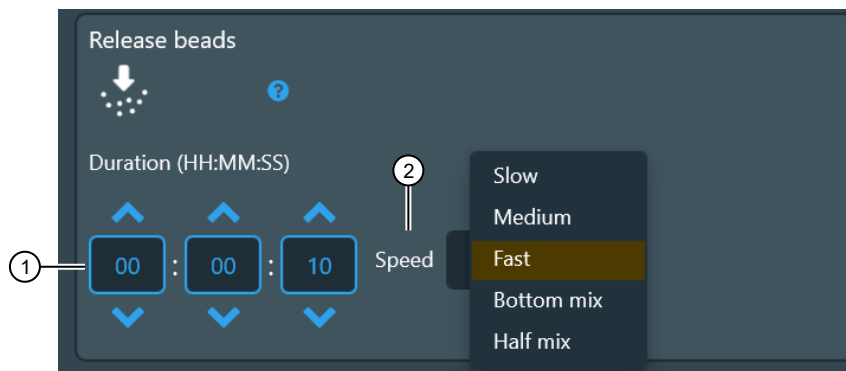 Release beads
?
Duration (HH:MM:SS)
2
Slow
Medium
1
00 : 00 : 10
Speed
Fast
Bottom mix
Half mix